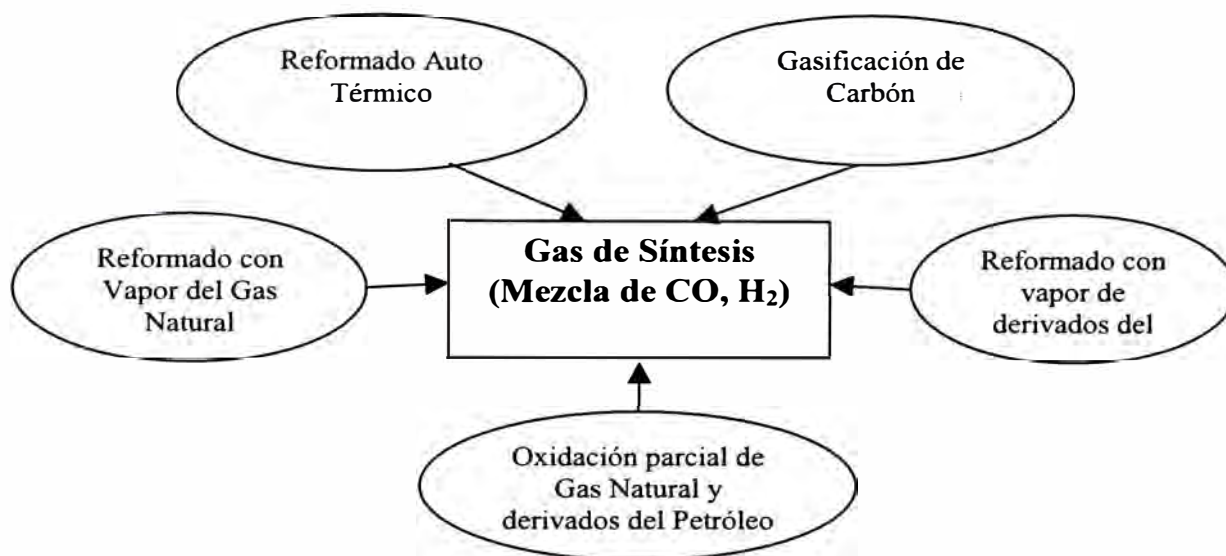 Reformado Auto
Térmico
Gasificación de
Carbón
Gas de Síntesis
(Mezcla de CO, H₂)
Reformado con
Vapor del Gas
Natural
Reformado con
vapor de
derivados del
Oxidación parcial de
Gas Natural y
derivados del Petróleo